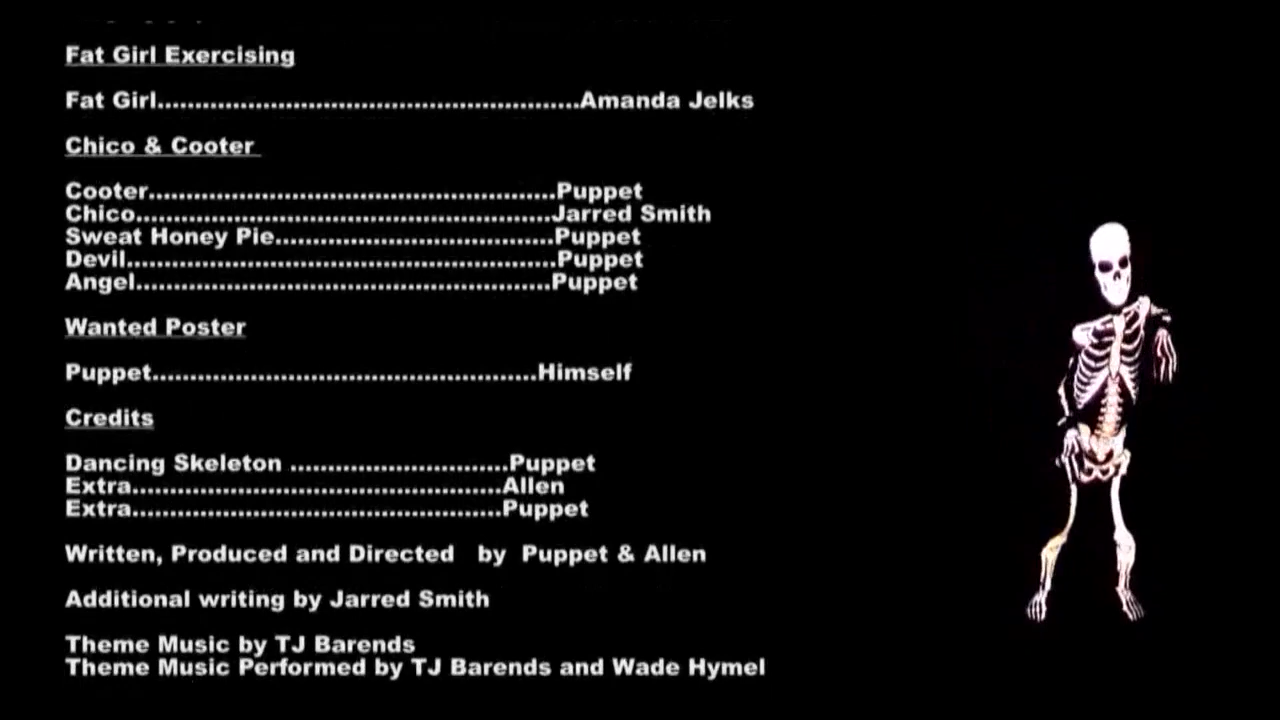 Fat Girl Exercising
Fat Girl........................................................Amanda Jelks
Chico & Cooter
Cooter......................................................Puppet
Chico.......................................................Jarred Smith
Sweat Honey Pie.....................................Puppet
Devil.........................................................Puppet
Angel.......................................................Puppet
Wanted Poster
Puppet...................................................Himself
Credits
Dancing Skeleton .............................Puppet
Extra.................................................Allen
Extra.................................................Puppet
Written, Produced and Directed by Puppet & Allen
Additional writing by Jarred Smith
Theme Music by TJ Barends
Theme Music Performed by TJ Barends and Wade Hymel